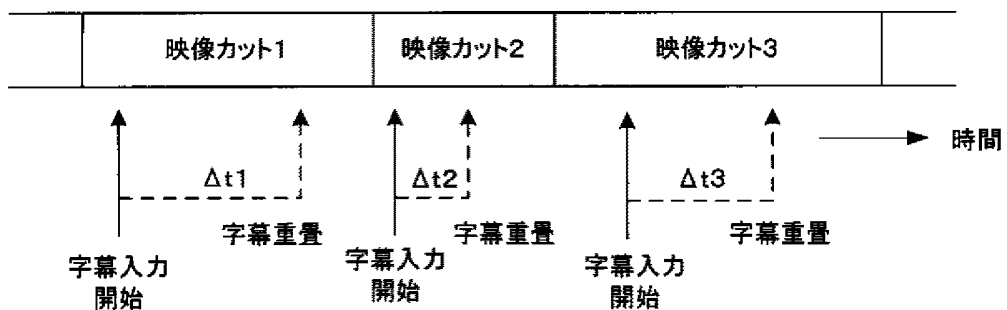 映像カット1
映像カット2
映像カット3
時間
Δt1
Δt2
Δt3
字幕重畳
字幕重畳
字幕重畳
字幕入力
開始
字幕入力
開始
字幕入力
開始